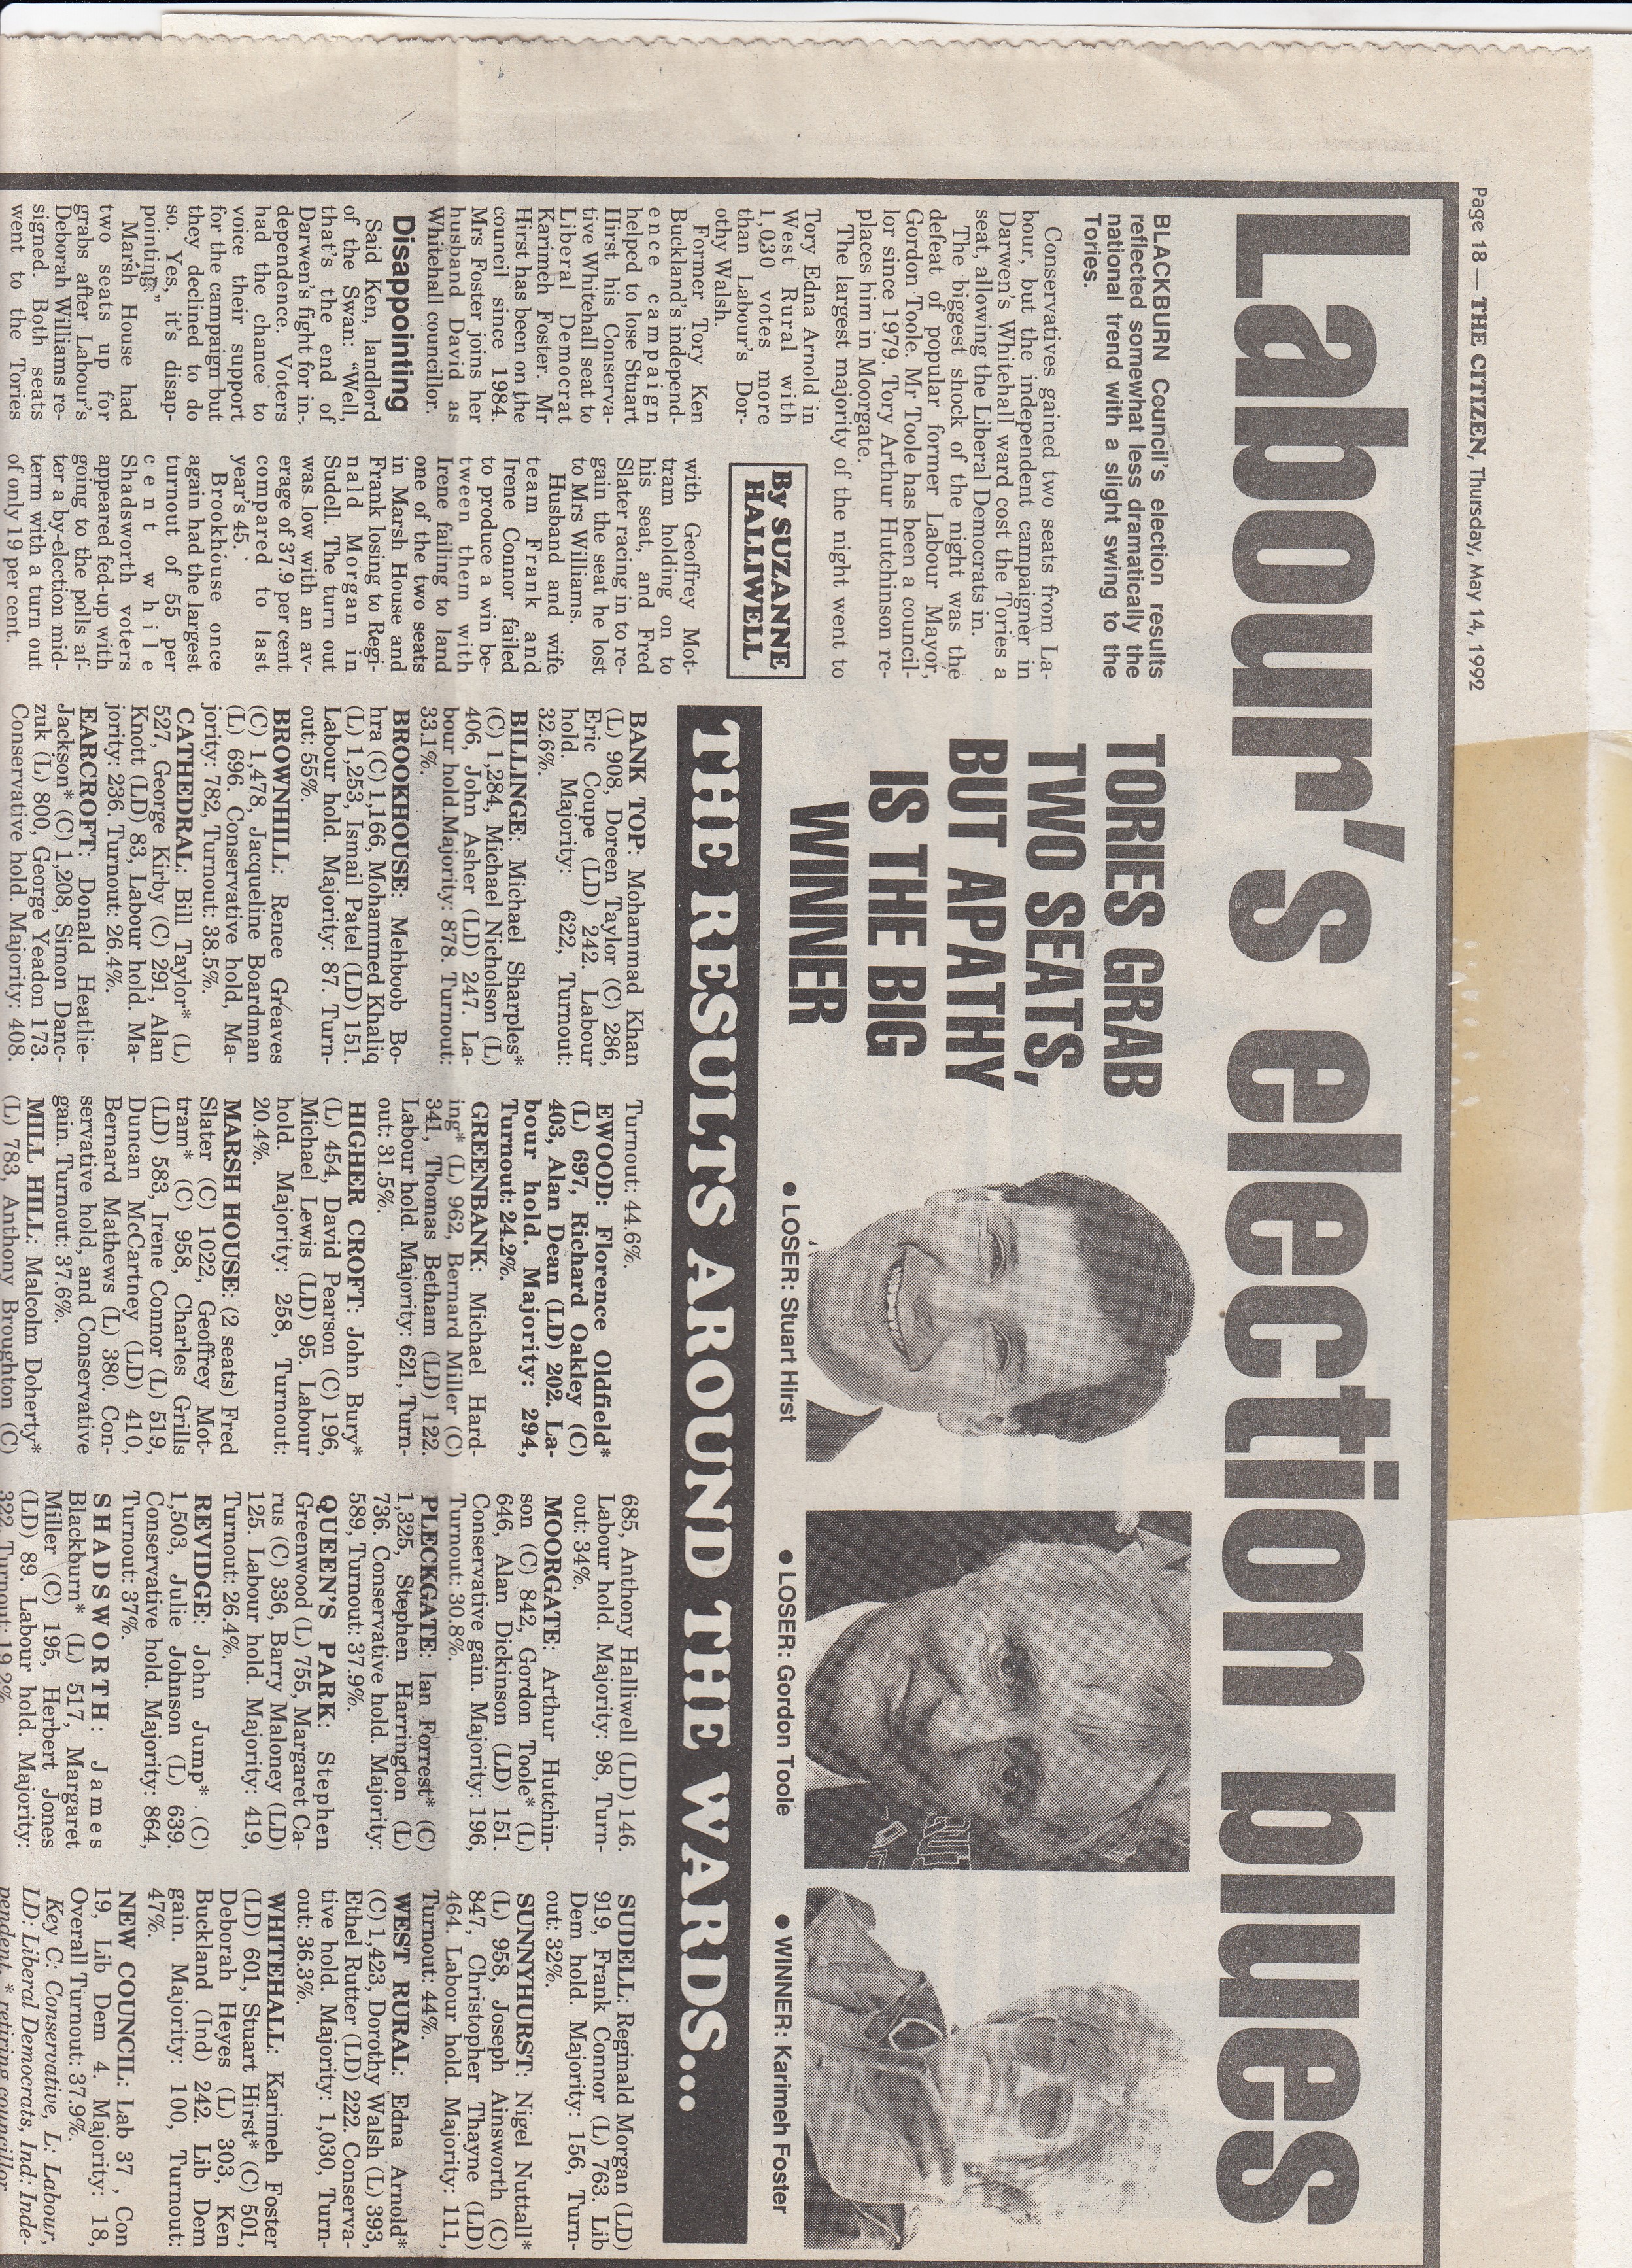 Page 18 — THE CITIZEN, Thursday, May 14, 1992
Labour's election blues
BLACKBURN Council's election results
reflected somewhat less dramatically the
national trend with a slight swing to the
Tories.
Conservatives gained two seats from La-
bour, but the independent campaigner in
Darwen's Whitehall ward cost the Tories a
seat, allowing the Liberal Democrats in.
The biggest shock of the night was the
defeat of popular former Labour Mayor,
Gordon Toole. Mr Toole has been a council-
lor since 1979. Tory Arthur Hutchinson re-
places him in Moorgate.
The largest majority of the night went to
Tory Edna Arnold in
West Rural with
1,030 votes more
than Labour's Dor-
othy Walsh.
Former Tory Ken
Buckland's independ-
ence campaign
helped to lose Stuart
Hirst his Conserva-
tive Whitehall seat to
Liberal Democrat
Karimeh Foster. Mr
Hirst has been on the
council since 1984.
Mrs Foster joins her
husband David as
Whitehall councillor.
Disappointing
Said Ken, landlord
of the Swan: "Well,
that's the end of
Darwen's fight for in-
dependence. Voters
had the chance to
voice their support
for the campaign but
they declined to do
so. Yes, it's disap-
pointing."
Marsh House had
two seats up for
grabs after Labour's
Deborah Williams re-
signed. Both seats
went to the Tories
By SUZANNE
HALLIWELL
with Geoffrey Mot-
tram holding on to
his seat, and Fred
Slater racing in to re-
gain the seat he lost
to Mrs Williams.
Husband and wife
team Frank and
Irene Connor failed
to produce a win be-
tween them with
Irene failing to land
one of the two seats
in Marsh House and
Frank losing to Regi-
nald Morgan in
Sudell. The turn out
was low with an av-
erage of 37.9 per cent
compared to last
year's 45.
Brookhouse once
again had the largest
turnout of 55 per
cent while
Shadsworth voters
appeared fed-up with
going to the polls af-
ter a by-election mid-
term with a turn out
of only 19 per cent.
TORIES GRAB
TWO SEATS,
BUT APATHY
IS THE BIG
WINNER
● LOSER: Stuart Hirst
● LOSER: Gordon Toole
● WINNER: Karimeh Foster
THE RESULTS AROUND THE WARDS...
BANK TOP: Mohammad Khan
(L) 908, Doreen Taylor (C) 286,
Eric Coupe (LD) 242. Labour
hold. Majority: 622, Turnout:
32.6%.
BILLINGE: Michael Sharples*
(C) 1,284, Michael Nicholson (L)
406, John Asher (LD) 247. La-
bour hold.Majority: 878. Turnout:
33.1%.
BROOKHOUSE: Mehboob Bo-
hra (C) 1,166, Mohammed Khaliq
(L) 1,253, Ismail Patel (LD) 151.
Labour hold. Majority: 87. Turn-
out: 55%.
BROWNHILL: Renee Greaves
(C) 1,478, Jacqueline Boardman
(L) 696. Conservative hold, Ma-
jority: 782, Turnout: 38.5%.
CATHEDRAL: Bill Taylor* (L)
527, George Kirby (C) 291, Alan
Knott (LD) 83, Labour hold. Ma-
jority: 236. Turnout: 26.4%.
EARCROFT: Donald Heatlie-
Jackson* (C) 1,208, Simon Danc-
zuk (L) 800, George Yeadon 173.
Conservative hold. Majority: 408.
Turnout: 44.6%.
EWOOD: Florence Oldfield*
(L) 697, Richard Oakley (C)
403, Alan Dean (LD) 202. La-
bour hold. Majority: 294,
Turnout: 24.2%.
GREENBANK: Michael Hard-
ing* (L) 962, Bernard Miller (C)
341, Thomas Betham (LD) 122.
Labour hold. Majority: 621, Turn-
out: 31.5%.
HIGHER CROFT: John Bury*
(L) 454, David Pearson (C) 196,
Michael Lewis (LD) 95. Labour
hold. Majority: 258, Turnout:
20.4%.
MARSH HOUSE: (2 seats) Fred
Slater (C) 1022, Geoffrey Mot-
tram* (C) 958, Charles Grills
(LD) 583, Irene Connor (L) 519,
Duncan McCartney (LD) 410,
Bernard Mathews (L) 380. Con-
servative hold, and Conservative
gain. Turnout: 37.6%.
MILL HILL: Malcolm Doherty*
(L) 783, Anthony Broughton (C)
685, Anthony Halliwell (LD) 146.
Labour hold. Majority: 98, Turn-
out: 34%.
MOORGATE: Arthur Hutchin-
son (C) 842, Gordon Toole* (L)
646, Alan Dickinson (LD) 151.
Conservative gain. Majority: 196,
Turnout: 30.8%.
PLECKGATE: Ian Forrest* (C)
1,325, Stephen Harrington (L)
736. Conservative hold. Majority:
589, Turnout: 37.9%.
QUEEN'S PARK: Stephen
Greenwood (L) 755, Margaret Ca-
rus (C) 336, Barry Maloney (LD)
125. Labour hold. Majority: 419,
Turnout: 26.4%.
REVIDGE: John Jump* (C)
1,503, Julie Johnson (L) 639.
Conservative hold. Majority: 864,
Turnout: 37%.
SHADSWORTH: James
Blackburn* (L) 517, Margaret
Miller (C) 195, Herbert Jones
(LD) 89. Labour hold. Majority:
322, Turnout: 19.2%.
SUDELL: Reginald Morgan (LD)
919, Frank Connor (L) 763. Lib
Dem hold. Majority: 156, Turn-
out: 32%.
SUNNYHURST: Nigel Nuttall*
(L) 958, Joseph Ainsworth (C)
847, Christopher Thayne (LD)
464. Labour hold. Majority: 111,
Turnout: 44%.
WEST RURAL: Edna Arnold*
(C) 1,423, Dorothy Walsh (L) 393,
Ethel Rutter (LD) 222. Conserva-
tive hold. Majority: 1,030, Turn-
out: 36.3%.
WHITEHALL: Karimeh Foster
(LD) 601, Stuart Hirst* (C) 501,
Deborah Heyes (L) 303, Ken
Buckland (Ind) 242. Lib Dem
gain. Majority: 100, Turnout:
47%.
NEW COUNCIL: Lab 37 , Con
19, Lib Dem 4. Majority: 18,
Overall Turnout: 37.9%.
Key C: Conservative, L: Labour,
LD: Liberal Democrats, Ind: Inde-
pendent. * retiring councillor